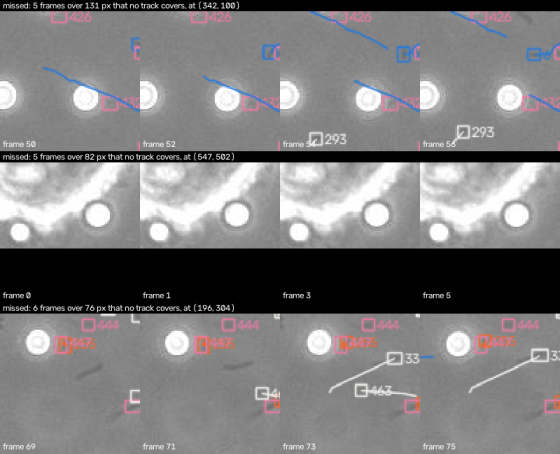 missed: 5 frames over 131 px that no track covers, at (342,100)
426
426
426
frame 50
frame 52
frame 54
293
frame 56
293
missed: 5 frames over 82 px that no track covers, at (547,502)
frame 0
frame 1
frame 3
frame 5
missed: 6 frames over 76 px that no track covers, at (196,304)
444
444
444
444
447
447
447
447
33
463
frame 69
frame 71
frame 73
frame 75